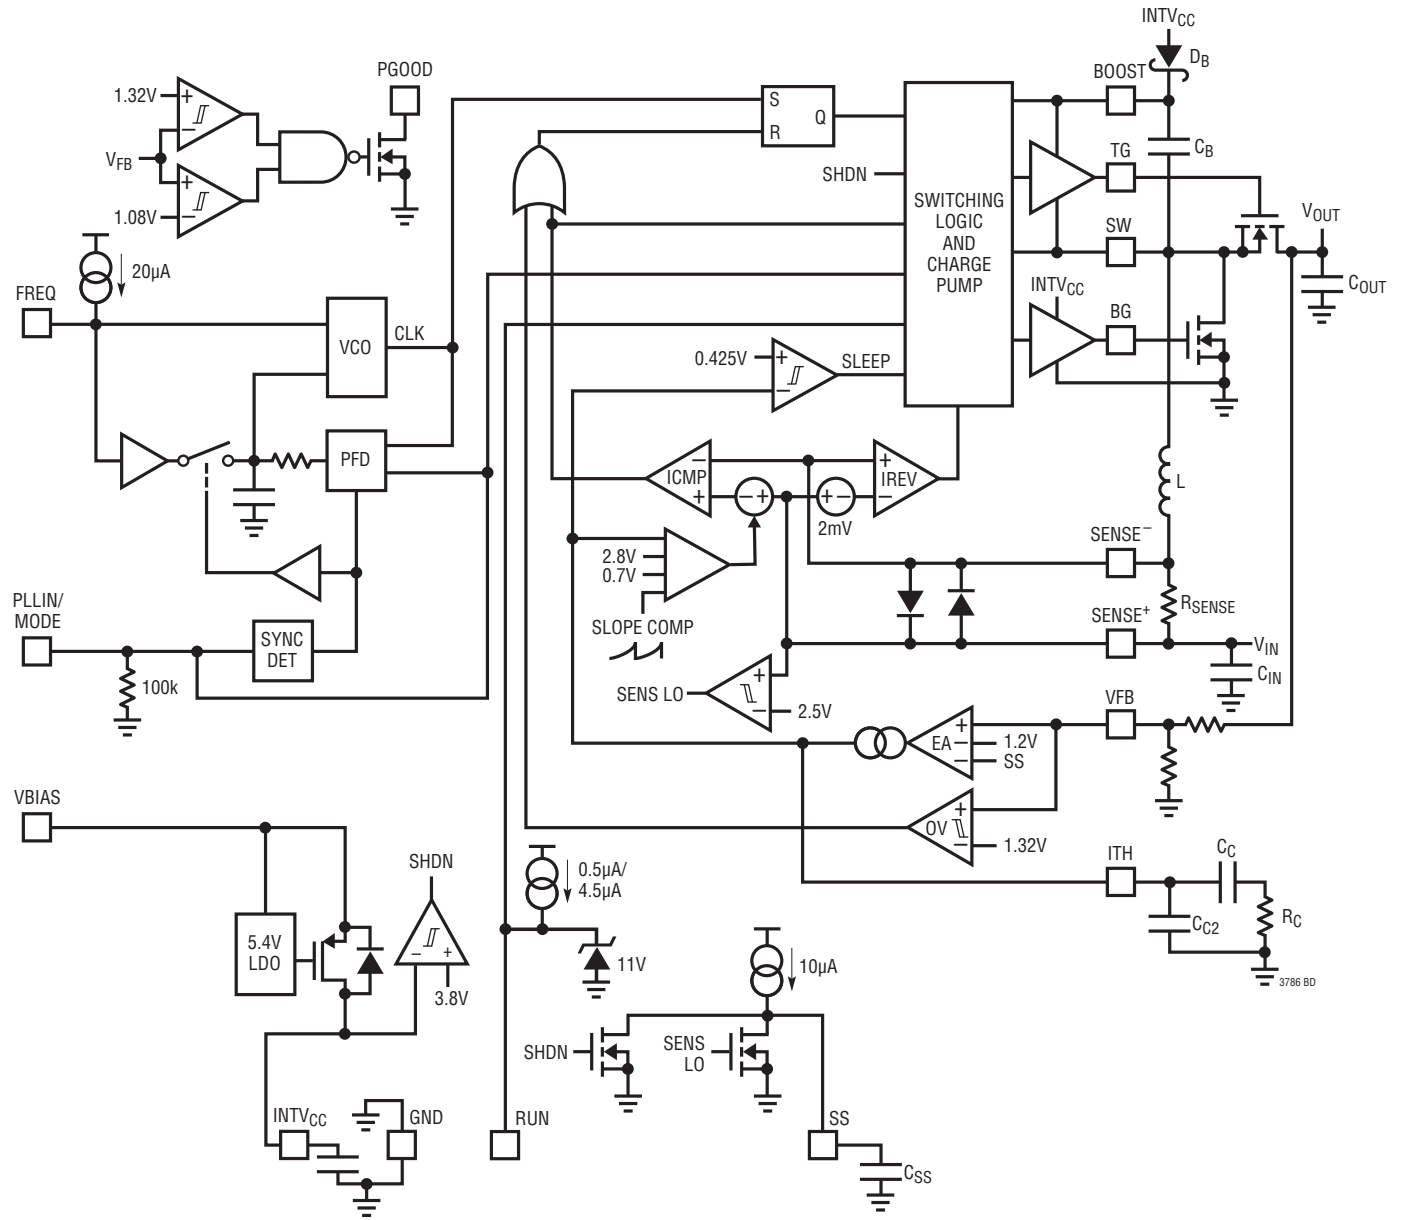 INTVCC
DB
BOOST
PGOOD
1.32V
+
–
VFB
+
–
1.08V
S
R
Q
CB
TG
SHDN
SWITCHING
LOGIC
AND
CHARGE
PUMP
VOUT
SW
COUT
20µA
FREQ
INTVCC
BG
VCO
CLK
0.425V
+
–
SLEEP
PFD
–
ICMP
+
– +
+ –
2mV
+
IREV
–
L
SENSE–
2.8V
0.7V
SLOPE COMP
RSENSE
SENSE+
PLLIN/
MODE
SYNC
DET
100k
VIN
CIN
SENS LO
+
–
2.5V
VFB
EA
+
–
–
1.2V
SS
VBIAS
OV
+
–
1.32V
ITH
CC
RC
CC2
3786 BD
SHDN
0.5µA/
4.5µA
5.4V
LDO
– +
3.8V
11V
10µA
SHDN
SENS
LO
INTVCC
GND
RUN
SS
CSS